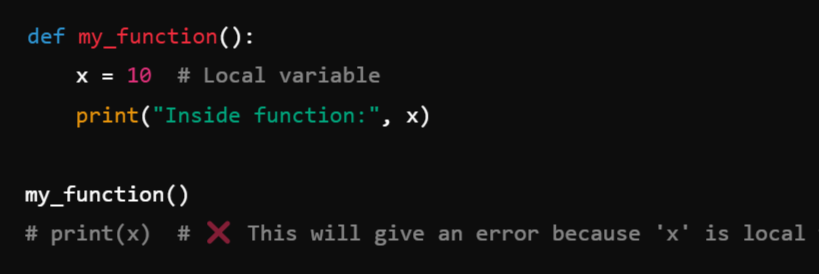 def my_function():
    x = 10  # Local variable
    print("Inside function:", x)

my_function()
# print(x)  # ❌ This will give an error because 'x' is local